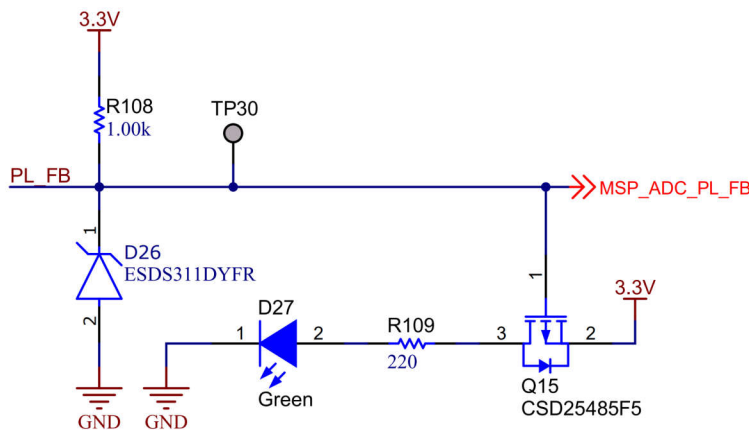 3.3V
R108
1.00k
TP30
PL_FB
MSP_ADC_PL_FB
1
D26
ESDS311DYFR
2
1
3.3V
D27
1
2
R109
220
3
2
Green
Q15
CSD25485F5
GND
GND